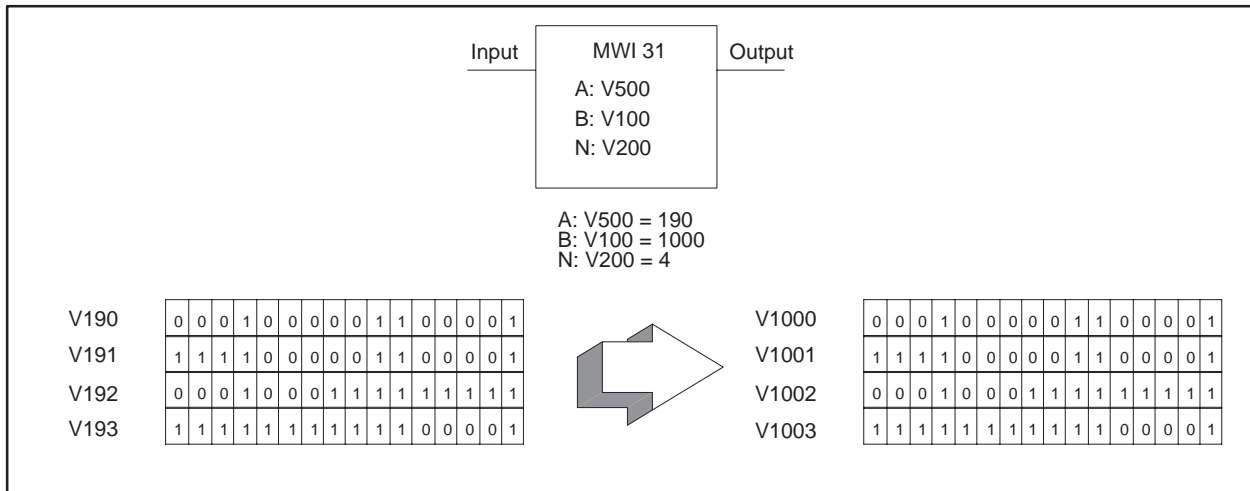 Input MWI 31 Output
A: V500
B: V100
N: V200
A: V500 = 190
B: V100 = 1000
N: V200 = 4
V190 0 0 0 1 0 0 0 0 0 1 1 0 0 0 0 1 V1000 0 0 0 1 0 0 0 0 0 1 1 0 0 0 0 1
V191 1 1 1 1 0 0 0 0 0 1 1 0 0 0 0 1 V1001 1 1 1 1 0 0 0 0 0 1 1 0 0 0 0 1
V192 0 0 0 1 0 0 0 1 1 1 1 1 1 1 1 1 V1002 0 0 0 1 0 0 0 1 1 1 1 1 1 1 1 1
V193 1 1 1 1 1 1 1 1 1 1 1 0 0 0 0 1 V1003 1 1 1 1 1 1 1 1 1 1 1 0 0 0 0 1